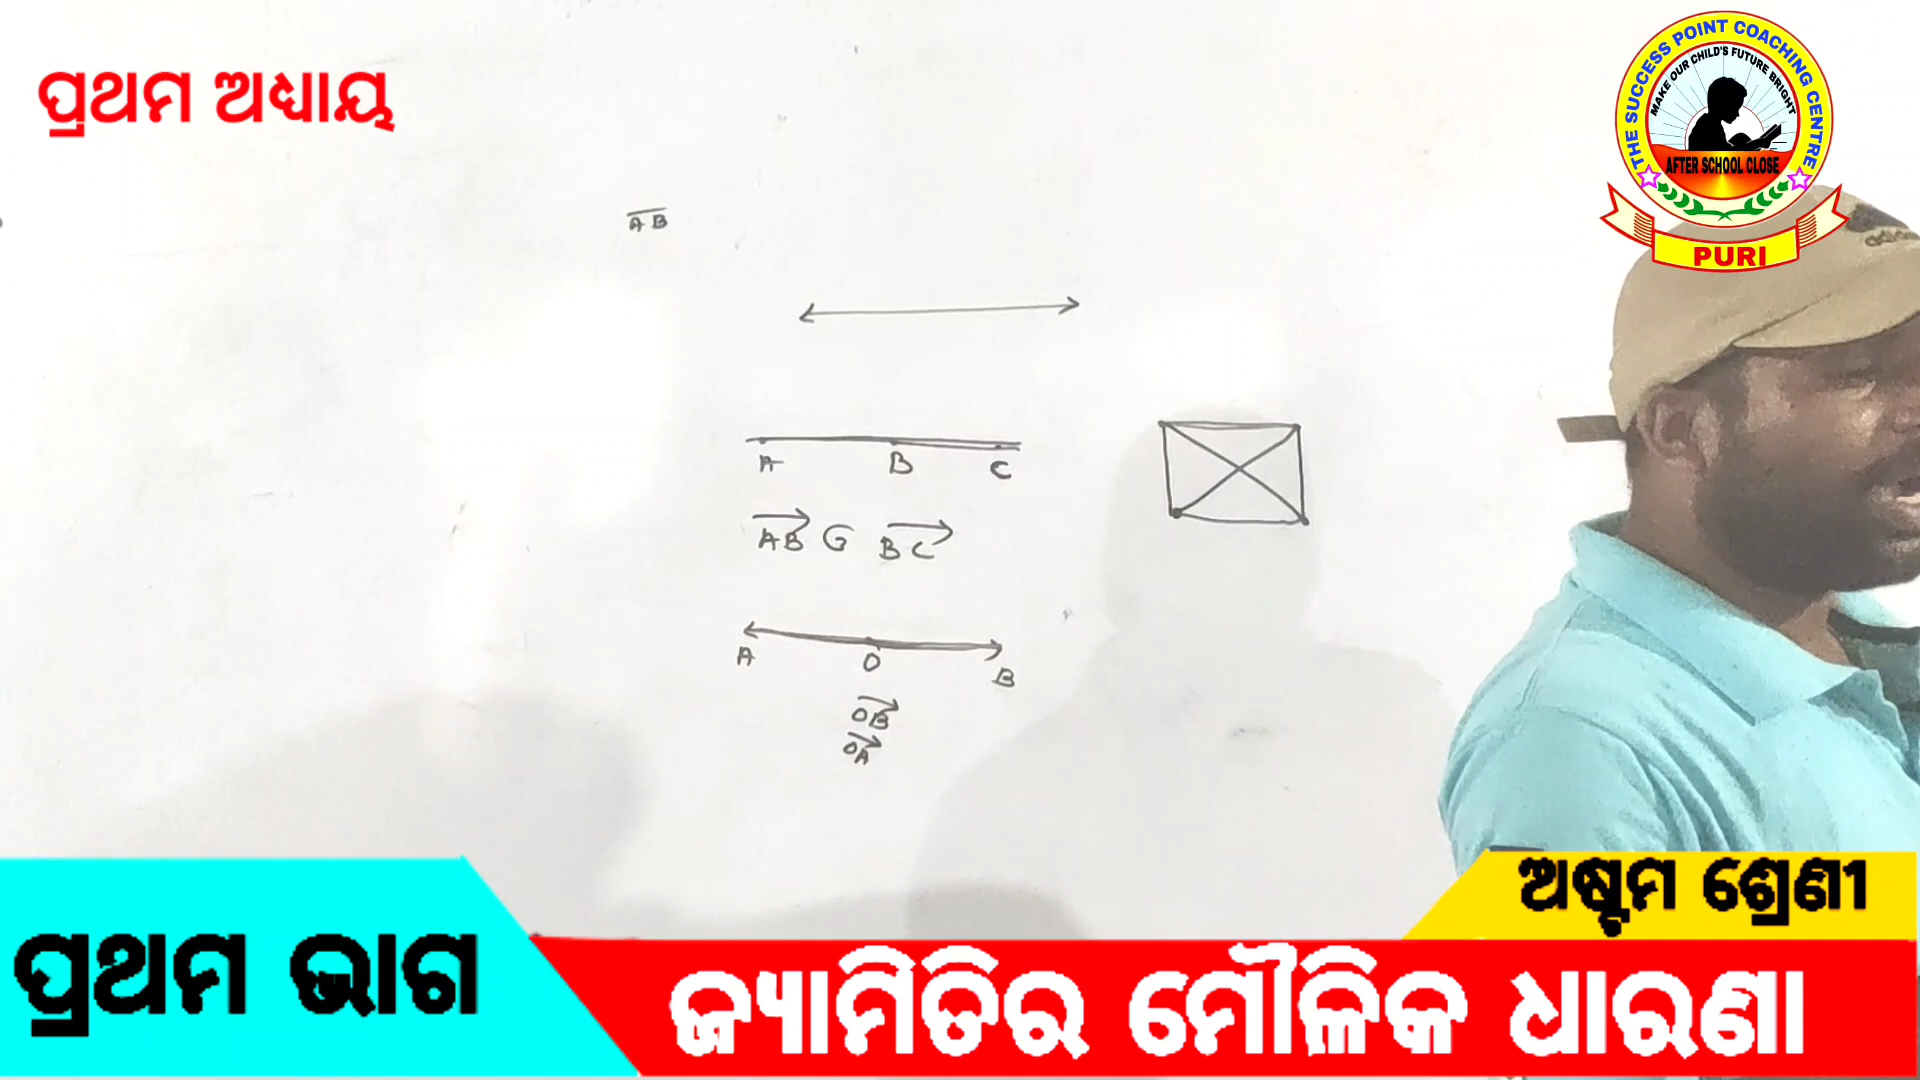 ପ୍ରଥମ ଅଧ୍ୟାୟ
THE SUCCESS POINT COACHING CENTRE
MAKE OUR CHILD'S FUTURE BRIGHT
AFTER SCHOOL CLOSE
PURI
AB
A B C
AB ଓ BC
A O B
OB
OA
ଅଷ୍ଟମ ଶ୍ରେଣୀ
ପ୍ରଥମ ଭାଗ
ଜ୍ୟାମିତିର ମୌଳିକ ଧାରଣା